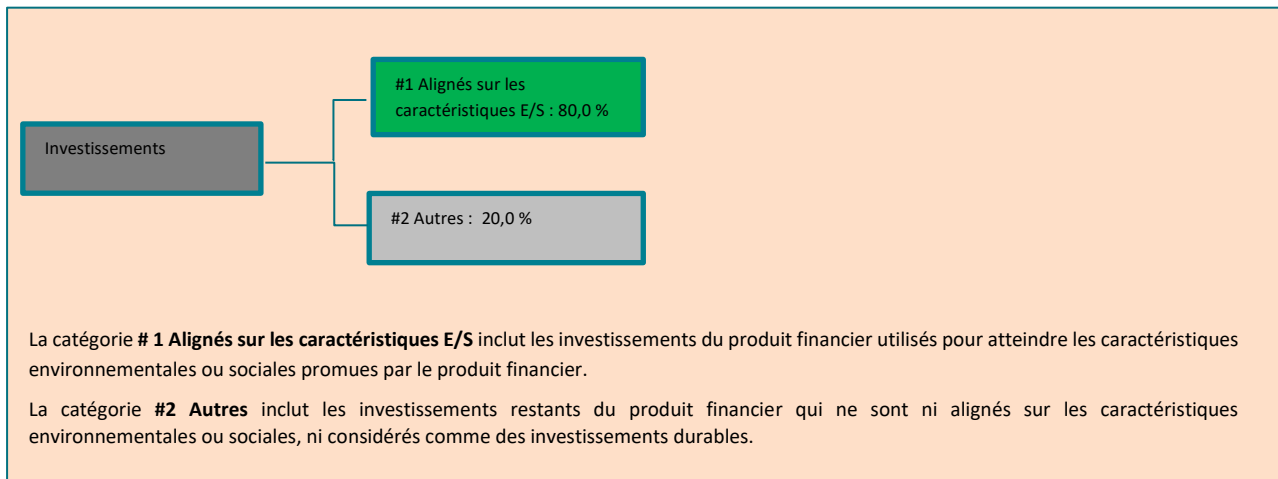 #1 Alignés sur les
caractéristiques E/S : 80,0 %
Investissements
#2 Autres : 20,0 %
La catégorie # 1 Alignés sur les caractéristiques E/S inclut les investissements du produit financier utilisés pour atteindre les caractéristiques
environnementales ou sociales promues par le produit financier.
La catégorie #2 Autres inclut les investissements restants du produit financier qui ne sont ni alignés sur les caractéristiques
environnementales ou sociales, ni considérés comme des investissements durables.